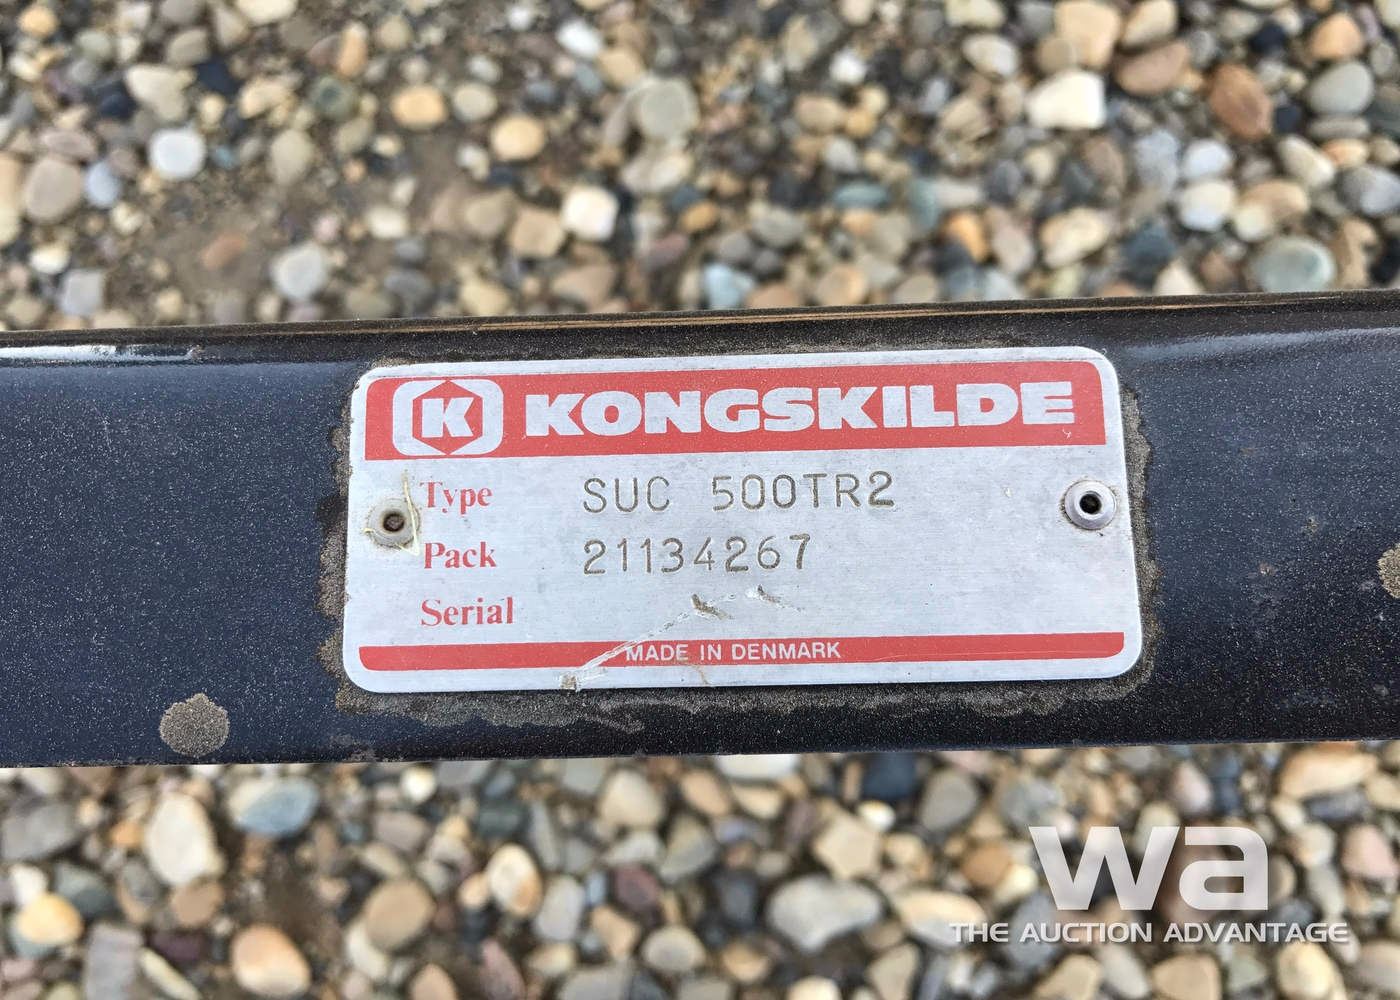 K KONGSKILDE
Type SUC 500TR2
Pack 21134267
Serial
MADE IN DENMARK
wa
THE AUCTION ADVANTAGE